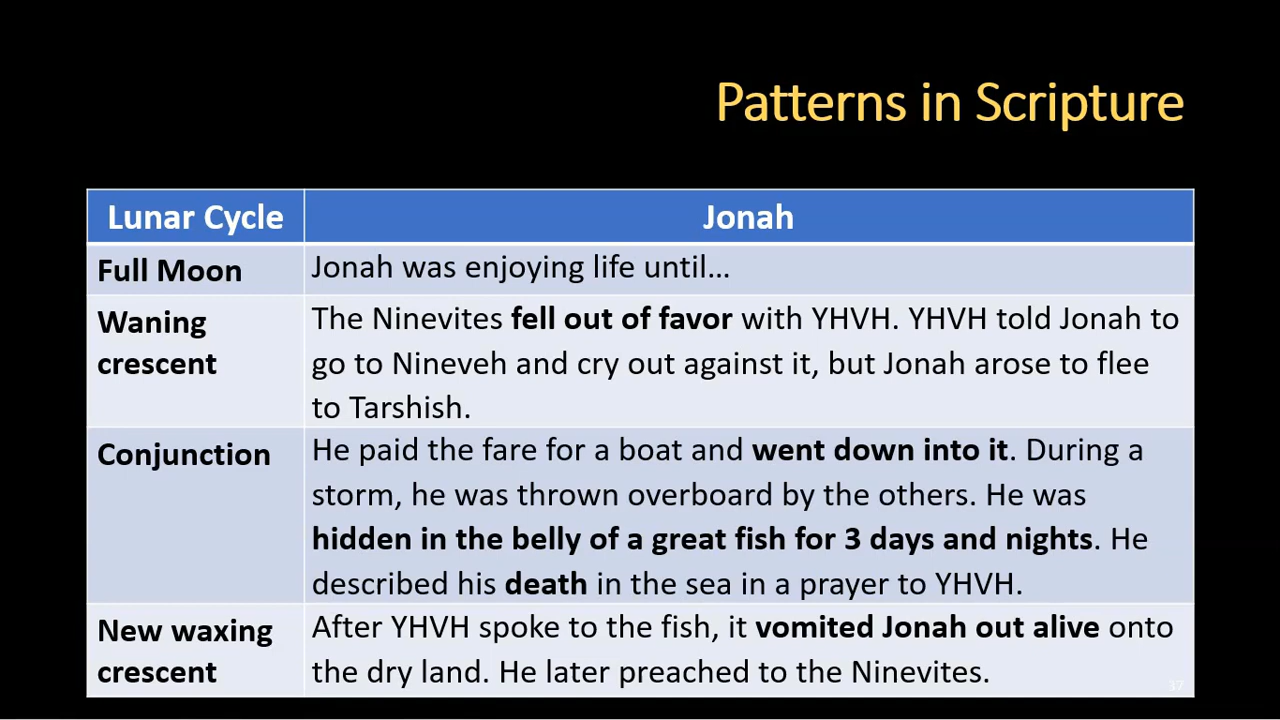 Patterns in Scripture
Lunar Cycle
Jonah
Full Moon
Jonah was enjoying life until...
Waning
crescent
The Ninevites fell out of favor with YHVH. YHVH told Jonah to
go to Nineveh and cry out against it, but Jonah arose to flee
to Tarshish.
Conjunction
He paid the fare for a boat and went down into it. During a
storm, he was thrown overboard by the others. He was
hidden in the belly of a great fish for 3 days and nights. He
described his death in the sea in a prayer to YHVH.
New waxing
crescent
After YHVH spoke to the fish, it vomited Jonah out alive onto
the dry land. He later preached to the Ninevites.
37